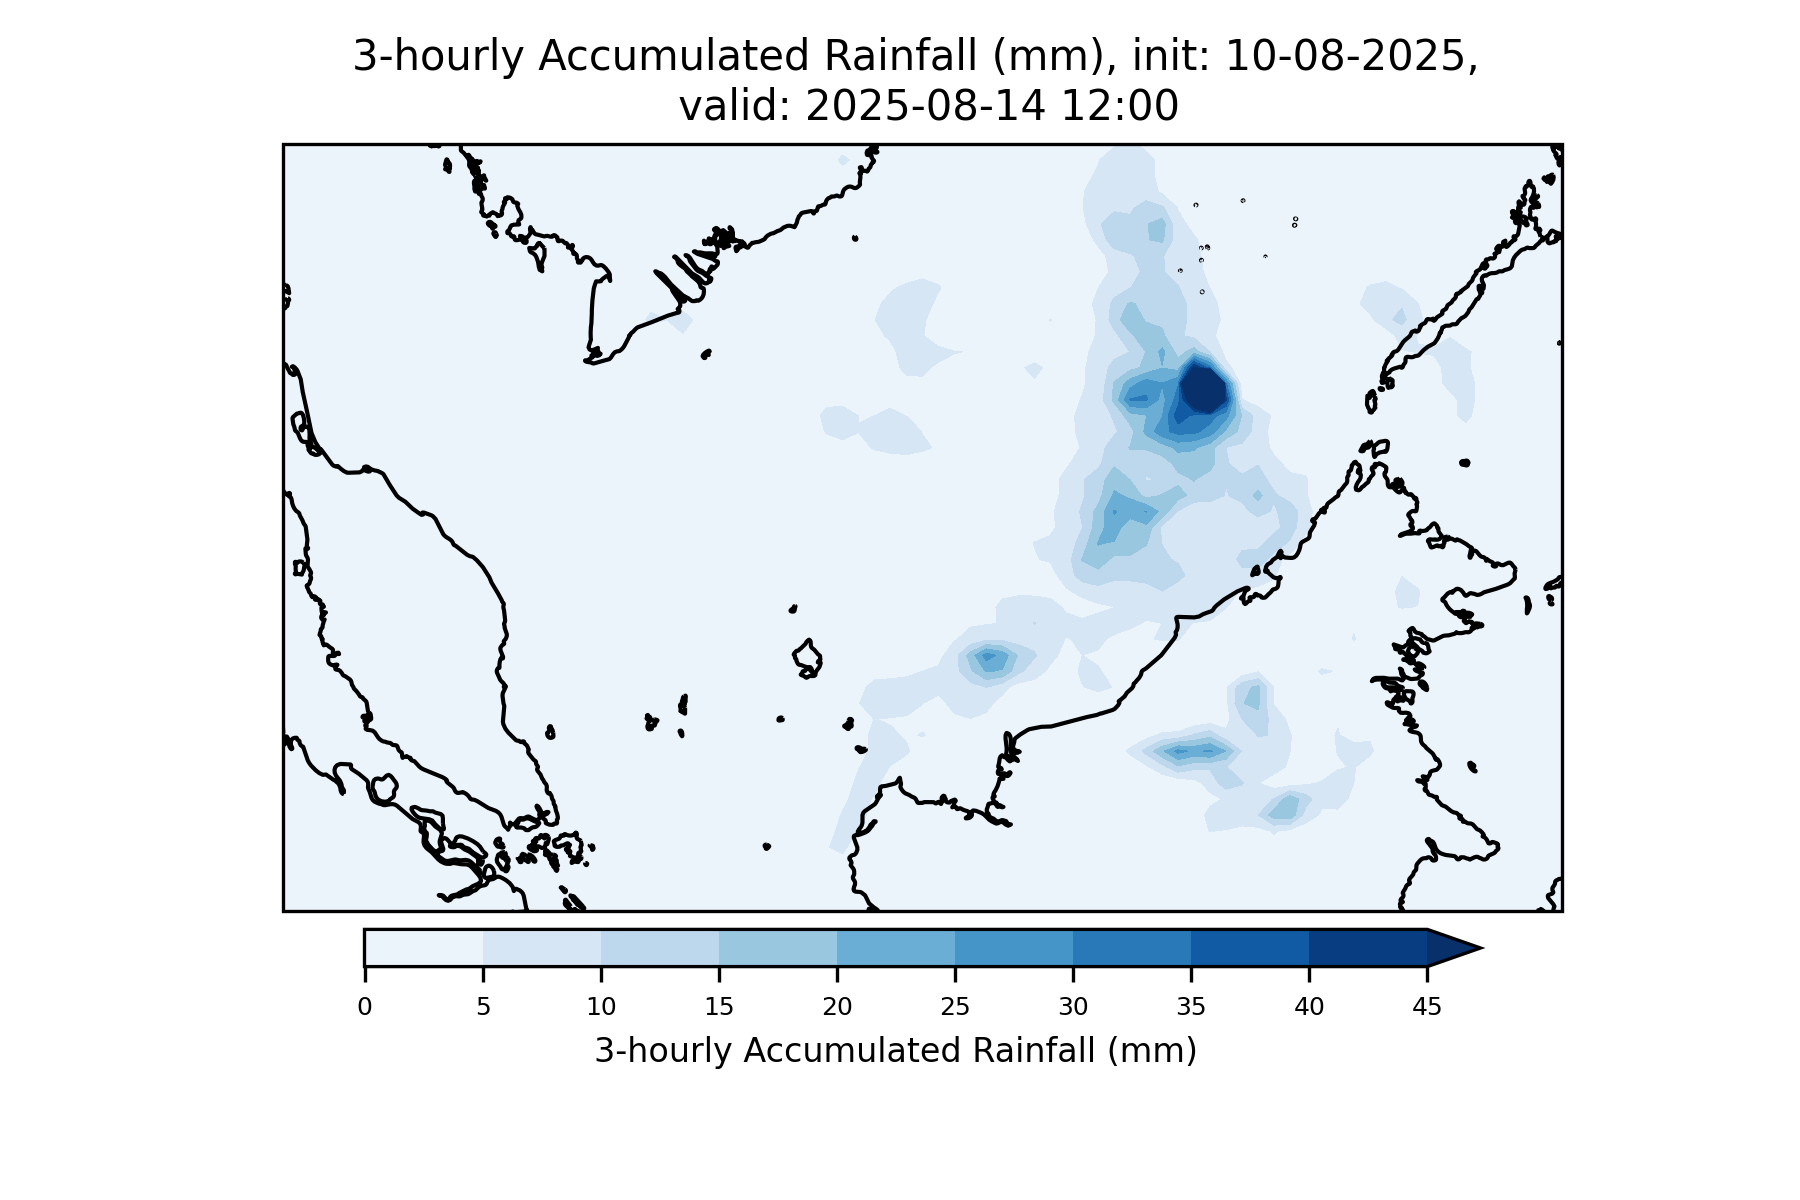 3-hourly Accumulated Rainfall (mm), init: 10-08-2025,
valid: 2025-08-14 12:00
0 5 10 15 20 25 30 35 40 45
3-hourly Accumulated Rainfall (mm)